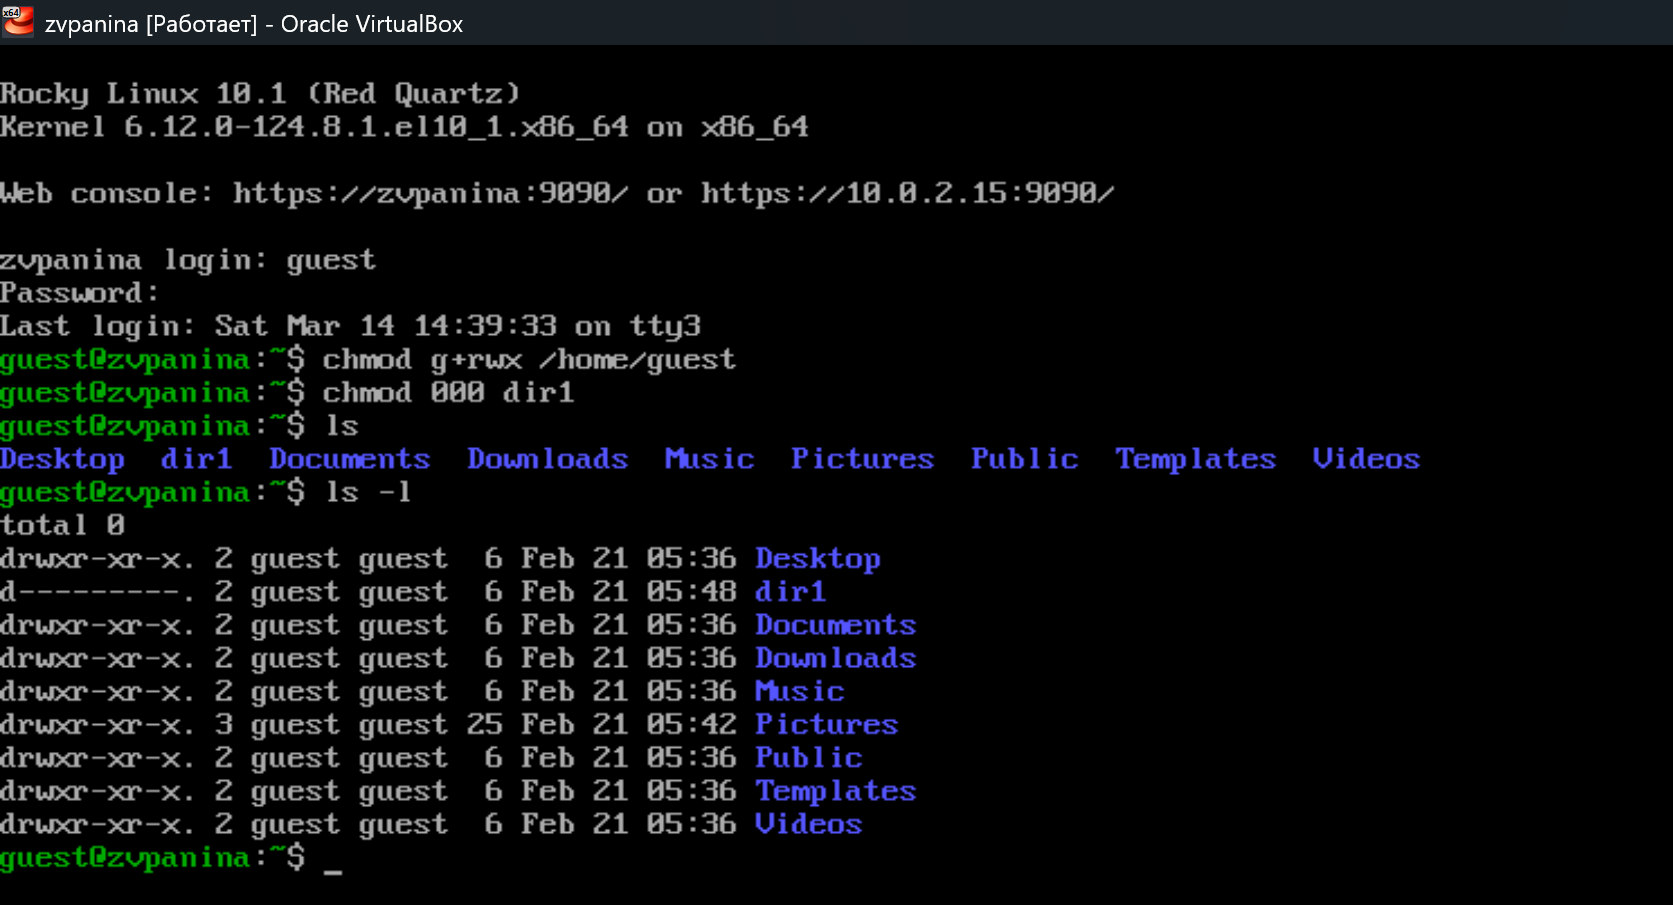 x64
zvpanina [Работает] - Oracle VirtualBox
Rocky Linux 10.1 (Red Quartz)
Kernel 6.12.0-124.8.1.el10_1.x86_64 on x86_64
Web console: https://zvpanina:9090/ or https://10.0.2.15:9090/
zvpanina login: guest
Password:
Last login: Sat Mar 14 14:39:33 on tty3
guest@zvpanina:~$ chmod g+rwx /home/guest
guest@zvpanina:~$ chmod 000 dir1
guest@zvpanina:~$ ls
Desktop  dir1  Documents  Downloads  Music  Pictures  Public  Templates  Videos
guest@zvpanina:~$ ls -l
total 0
drwxr-xr-x. 2 guest guest  6 Feb 21 05:36 Desktop
d---------. 2 guest guest  6 Feb 21 05:48 dir1
drwxr-xr-x. 2 guest guest  6 Feb 21 05:36 Documents
drwxr-xr-x. 2 guest guest  6 Feb 21 05:36 Downloads
drwxr-xr-x. 2 guest guest  6 Feb 21 05:36 Music
drwxr-xr-x. 3 guest guest 25 Feb 21 05:42 Pictures
drwxr-xr-x. 2 guest guest  6 Feb 21 05:36 Public
drwxr-xr-x. 2 guest guest  6 Feb 21 05:36 Templates
drwxr-xr-x. 2 guest guest  6 Feb 21 05:36 Videos
guest@zvpanina:~$ _